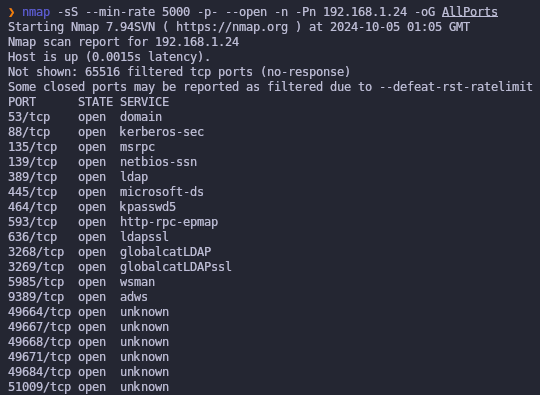 ❯ nmap -sS --min-rate 5000 -p- --open -n -Pn 192.168.1.24 -oG AllPorts
Starting Nmap 7.94SVN ( https://nmap.org ) at 2024-10-05 01:05 GMT
Nmap scan report for 192.168.1.24
Host is up (0.0015s latency).
Not shown: 65516 filtered tcp ports (no-response)
Some closed ports may be reported as filtered due to --defeat-rst-ratelimit
PORT      STATE SERVICE
53/tcp    open  domain
88/tcp    open  kerberos-sec
135/tcp   open  msrpc
139/tcp   open  netbios-ssn
389/tcp   open  ldap
445/tcp   open  microsoft-ds
464/tcp   open  kpasswd5
593/tcp   open  http-rpc-epmap
636/tcp   open  ldapssl
3268/tcp  open  globalcatLDAP
3269/tcp  open  globalcatLDAPssl
5985/tcp  open  wsman
9389/tcp  open  adws
49664/tcp open  unknown
49667/tcp open  unknown
49668/tcp open  unknown
49671/tcp open  unknown
49684/tcp open  unknown
51009/tcp open  unknown